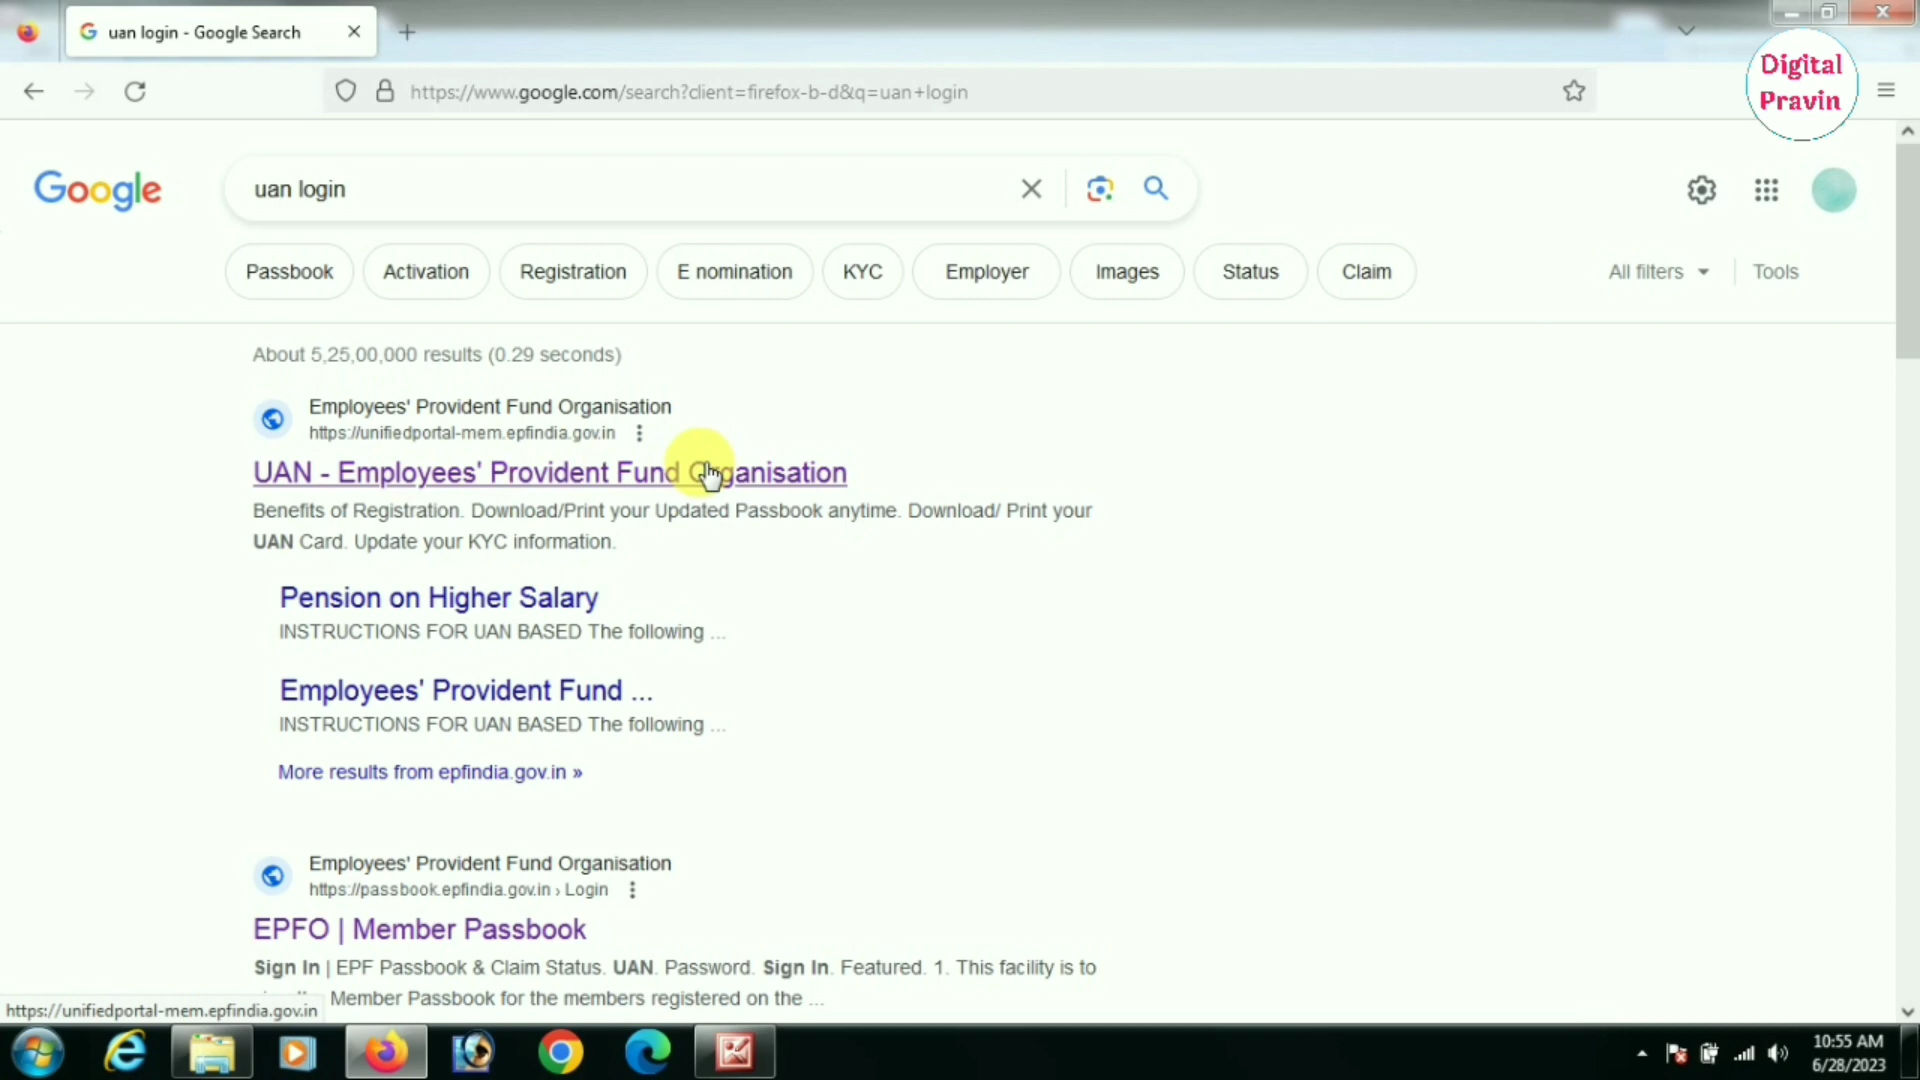 uan login - Google Search
Digital
Pravin
https://www.google.com/search?client=firefox-b-d&q=uan+login
Google
uan login
Passbook
Activation
Registration
E nomination
KYC
Employer
Images
Status
Claim
All filters
Tools
About 5,25,00,000 results (0.29 seconds)
Employees' Provident Fund Organisation
https://unifiedportal-mem.epfindia.gov.in
UAN - Employees' Provident Fund Organisation
Benefits of Registration. Download/Print your Updated Passbook anytime. Download/ Print your
UAN Card. Update your KYC information.
Pension on Higher Salary
INSTRUCTIONS FOR UAN BASED The following ...
Employees' Provident Fund ...
INSTRUCTIONS FOR UAN BASED The following ...
More results from epfindia.gov.in »
Employees' Provident Fund Organisation
https://passbook.epfindia.gov.in › Login
EPFO | Member Passbook
Sign In | EPF Passbook & Claim Status. UAN. Password. Sign In. Featured. 1. This facility is to
Member Passbook for the members registered on the ...
https://unifiedportal-mem.epfindia.gov.in
10:55 AM
6/28/2023